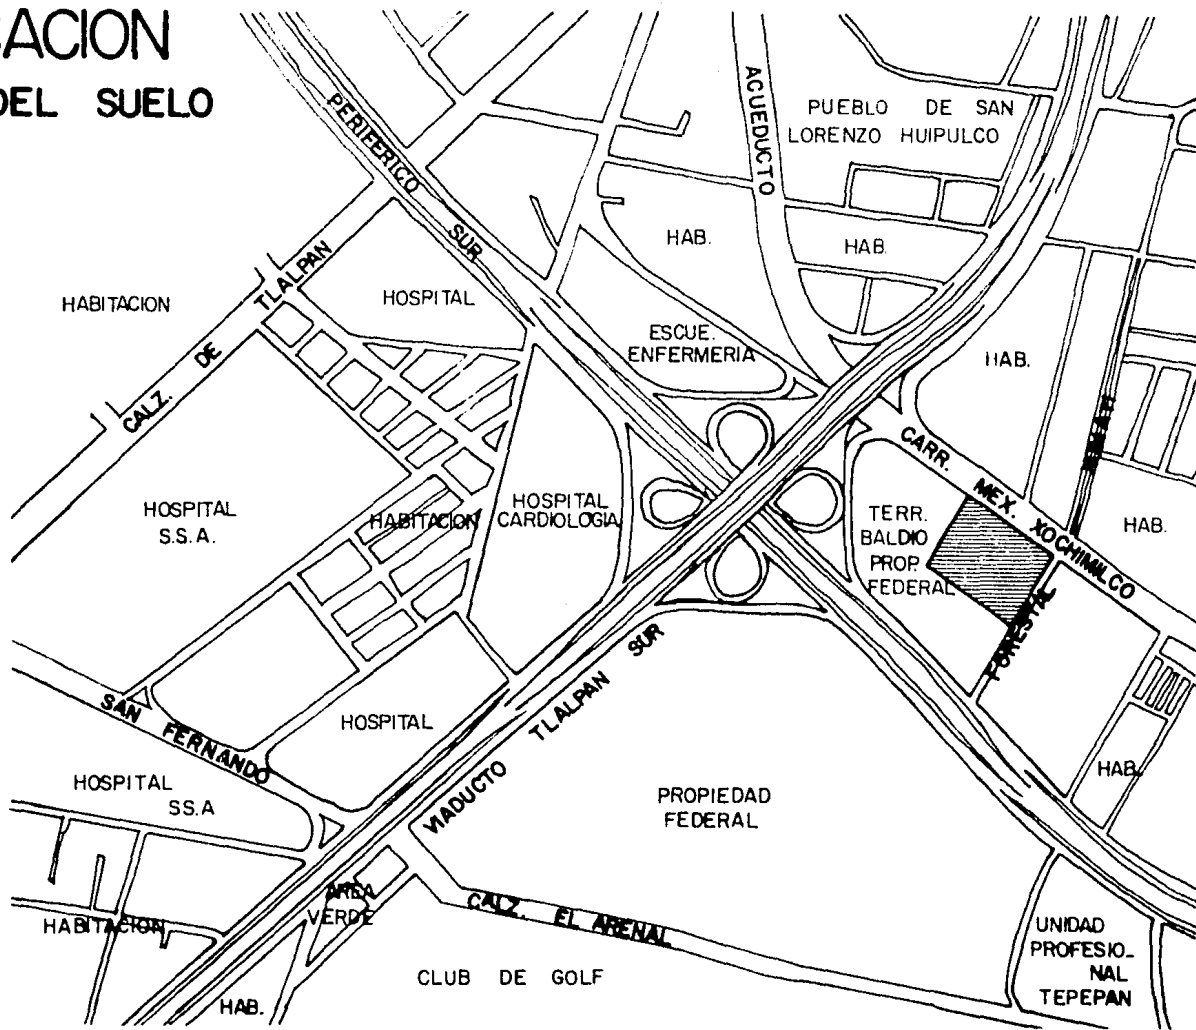 ACION
DEL SUELO
PERIFERICO SUR
ACUEDUCTO
PUEBLO DE SAN
LORENZO HUIPULCO
HAB.
HAB.
HABITACION
CALZ. DE TLALPAN
HOSPITAL
ESCUE.
ENFERMERIA
HAB.
CARR. MEX. XOCHIMILCO
HOSPITAL
S.S.A.
HABITACION
HOSPITAL
CARDIOLOGIA
TERR.
BALDIO
PROP.
FEDERAL
HAB.
FORESTAL
SAN FERNANDO
HOSPITAL
VIADUCTO TLALPAN SUR
HOSPITAL
SS.A
PROPIEDAD
FEDERAL
HAB.
AREA
VERDE
HABITACION
CALZ. EL ARENAL
CLUB DE GOLF
HAB.
UNIDAD
PROFESIO_
NAL
TEPEPAN